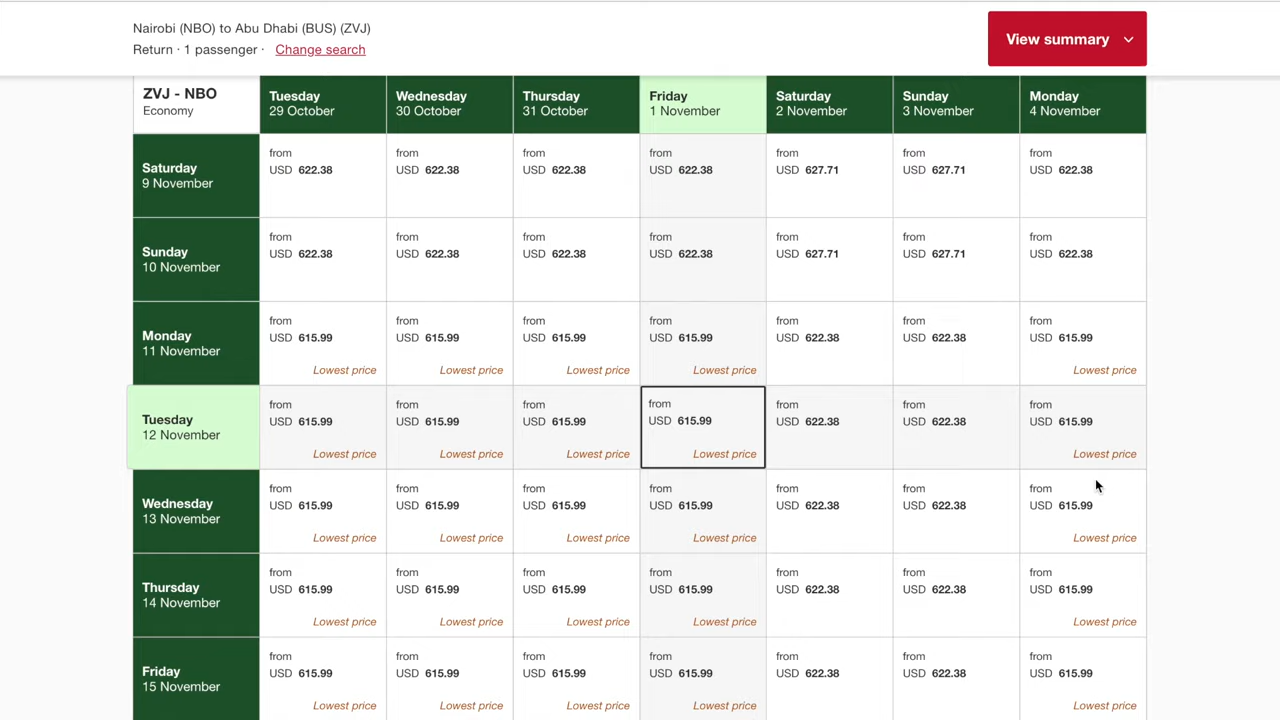 Nairobi (NBO) to Abu Dhabi (BUS) (ZVJ)
Return · 1 passenger · Change search
View summary
ZVJ - NBO
Economy
Tuesday
29 October
Wednesday
30 October
Thursday
31 October
Friday
1 November
Saturday
2 November
Sunday
3 November
Monday
4 November
Saturday
9 November
from
USD 622.38
from
USD 622.38
from
USD 622.38
from
USD 622.38
from
USD 627.71
from
USD 627.71
from
USD 622.38
Sunday
10 November
from
USD 622.38
from
USD 622.38
from
USD 622.38
from
USD 622.38
from
USD 627.71
from
USD 627.71
from
USD 622.38
Monday
11 November
from
USD 615.99
Lowest price
from
USD 615.99
Lowest price
from
USD 615.99
Lowest price
from
USD 615.99
Lowest price
from
USD 622.38
from
USD 622.38
from
USD 615.99
Lowest price
Tuesday
12 November
from
USD 615.99
Lowest price
from
USD 615.99
Lowest price
from
USD 615.99
Lowest price
from
USD 615.99
Lowest price
from
USD 622.38
from
USD 622.38
from
USD 615.99
Lowest price
Wednesday
13 November
from
USD 615.99
Lowest price
from
USD 615.99
Lowest price
from
USD 615.99
Lowest price
from
USD 615.99
Lowest price
from
USD 622.38
from
USD 622.38
from
USD 615.99
Lowest price
Thursday
14 November
from
USD 615.99
Lowest price
from
USD 615.99
Lowest price
from
USD 615.99
Lowest price
from
USD 615.99
Lowest price
from
USD 622.38
from
USD 622.38
from
USD 615.99
Lowest price
Friday
15 November
from
USD 615.99
Lowest price
from
USD 615.99
Lowest price
from
USD 615.99
Lowest price
from
USD 615.99
Lowest price
from
USD 622.38
from
USD 622.38
from
USD 615.99
Lowest price